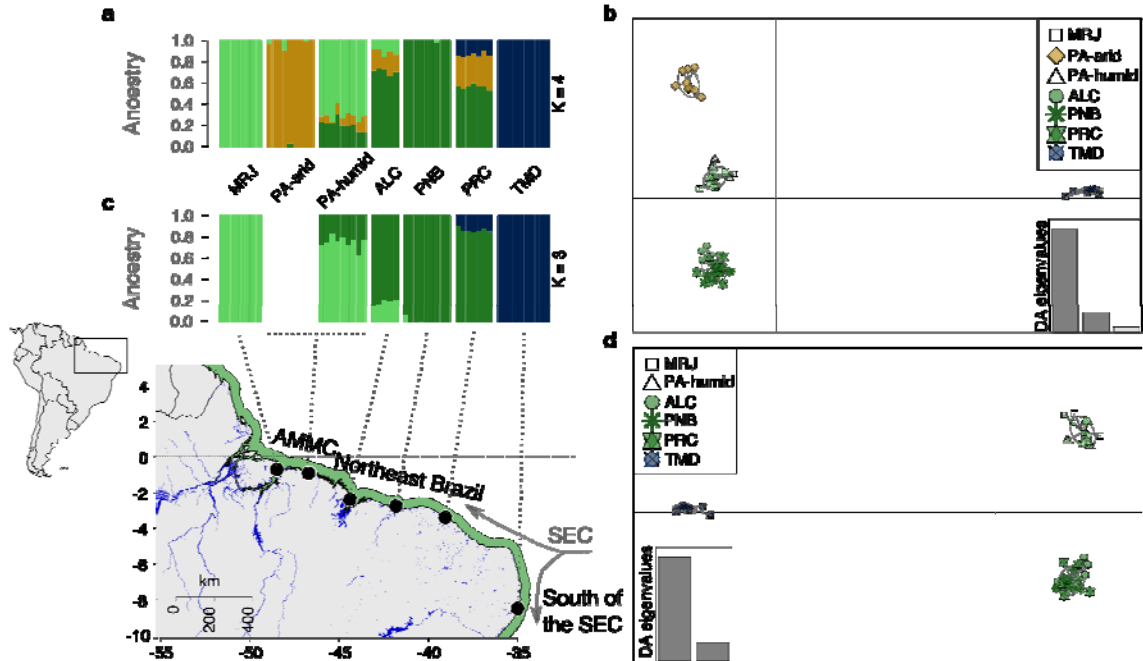 a
1.0
0.8
0.6
0.4
0.2
0.0
Ancestry
K = 4
MRJ
PA-arid
PA-humid
ALC
PNB
PRC
TMD
c
1.0
0.8
0.6
0.4
0.2
0.0
Ancestry
K = 3
4
2
0
-2
-4
-6
-8
-10
-55
-50
-45
-40
-35
AMMC
Northeast Brazil
SEC
South of
the SEC
km
0
200
400
b
MRJ
PA-arid
PA-humid
ALC
PNB
PRC
TMD
DA eigenvalues
d
MRJ
PA-humid
ALC
PNB
PRC
TMD
DA eigenvalues